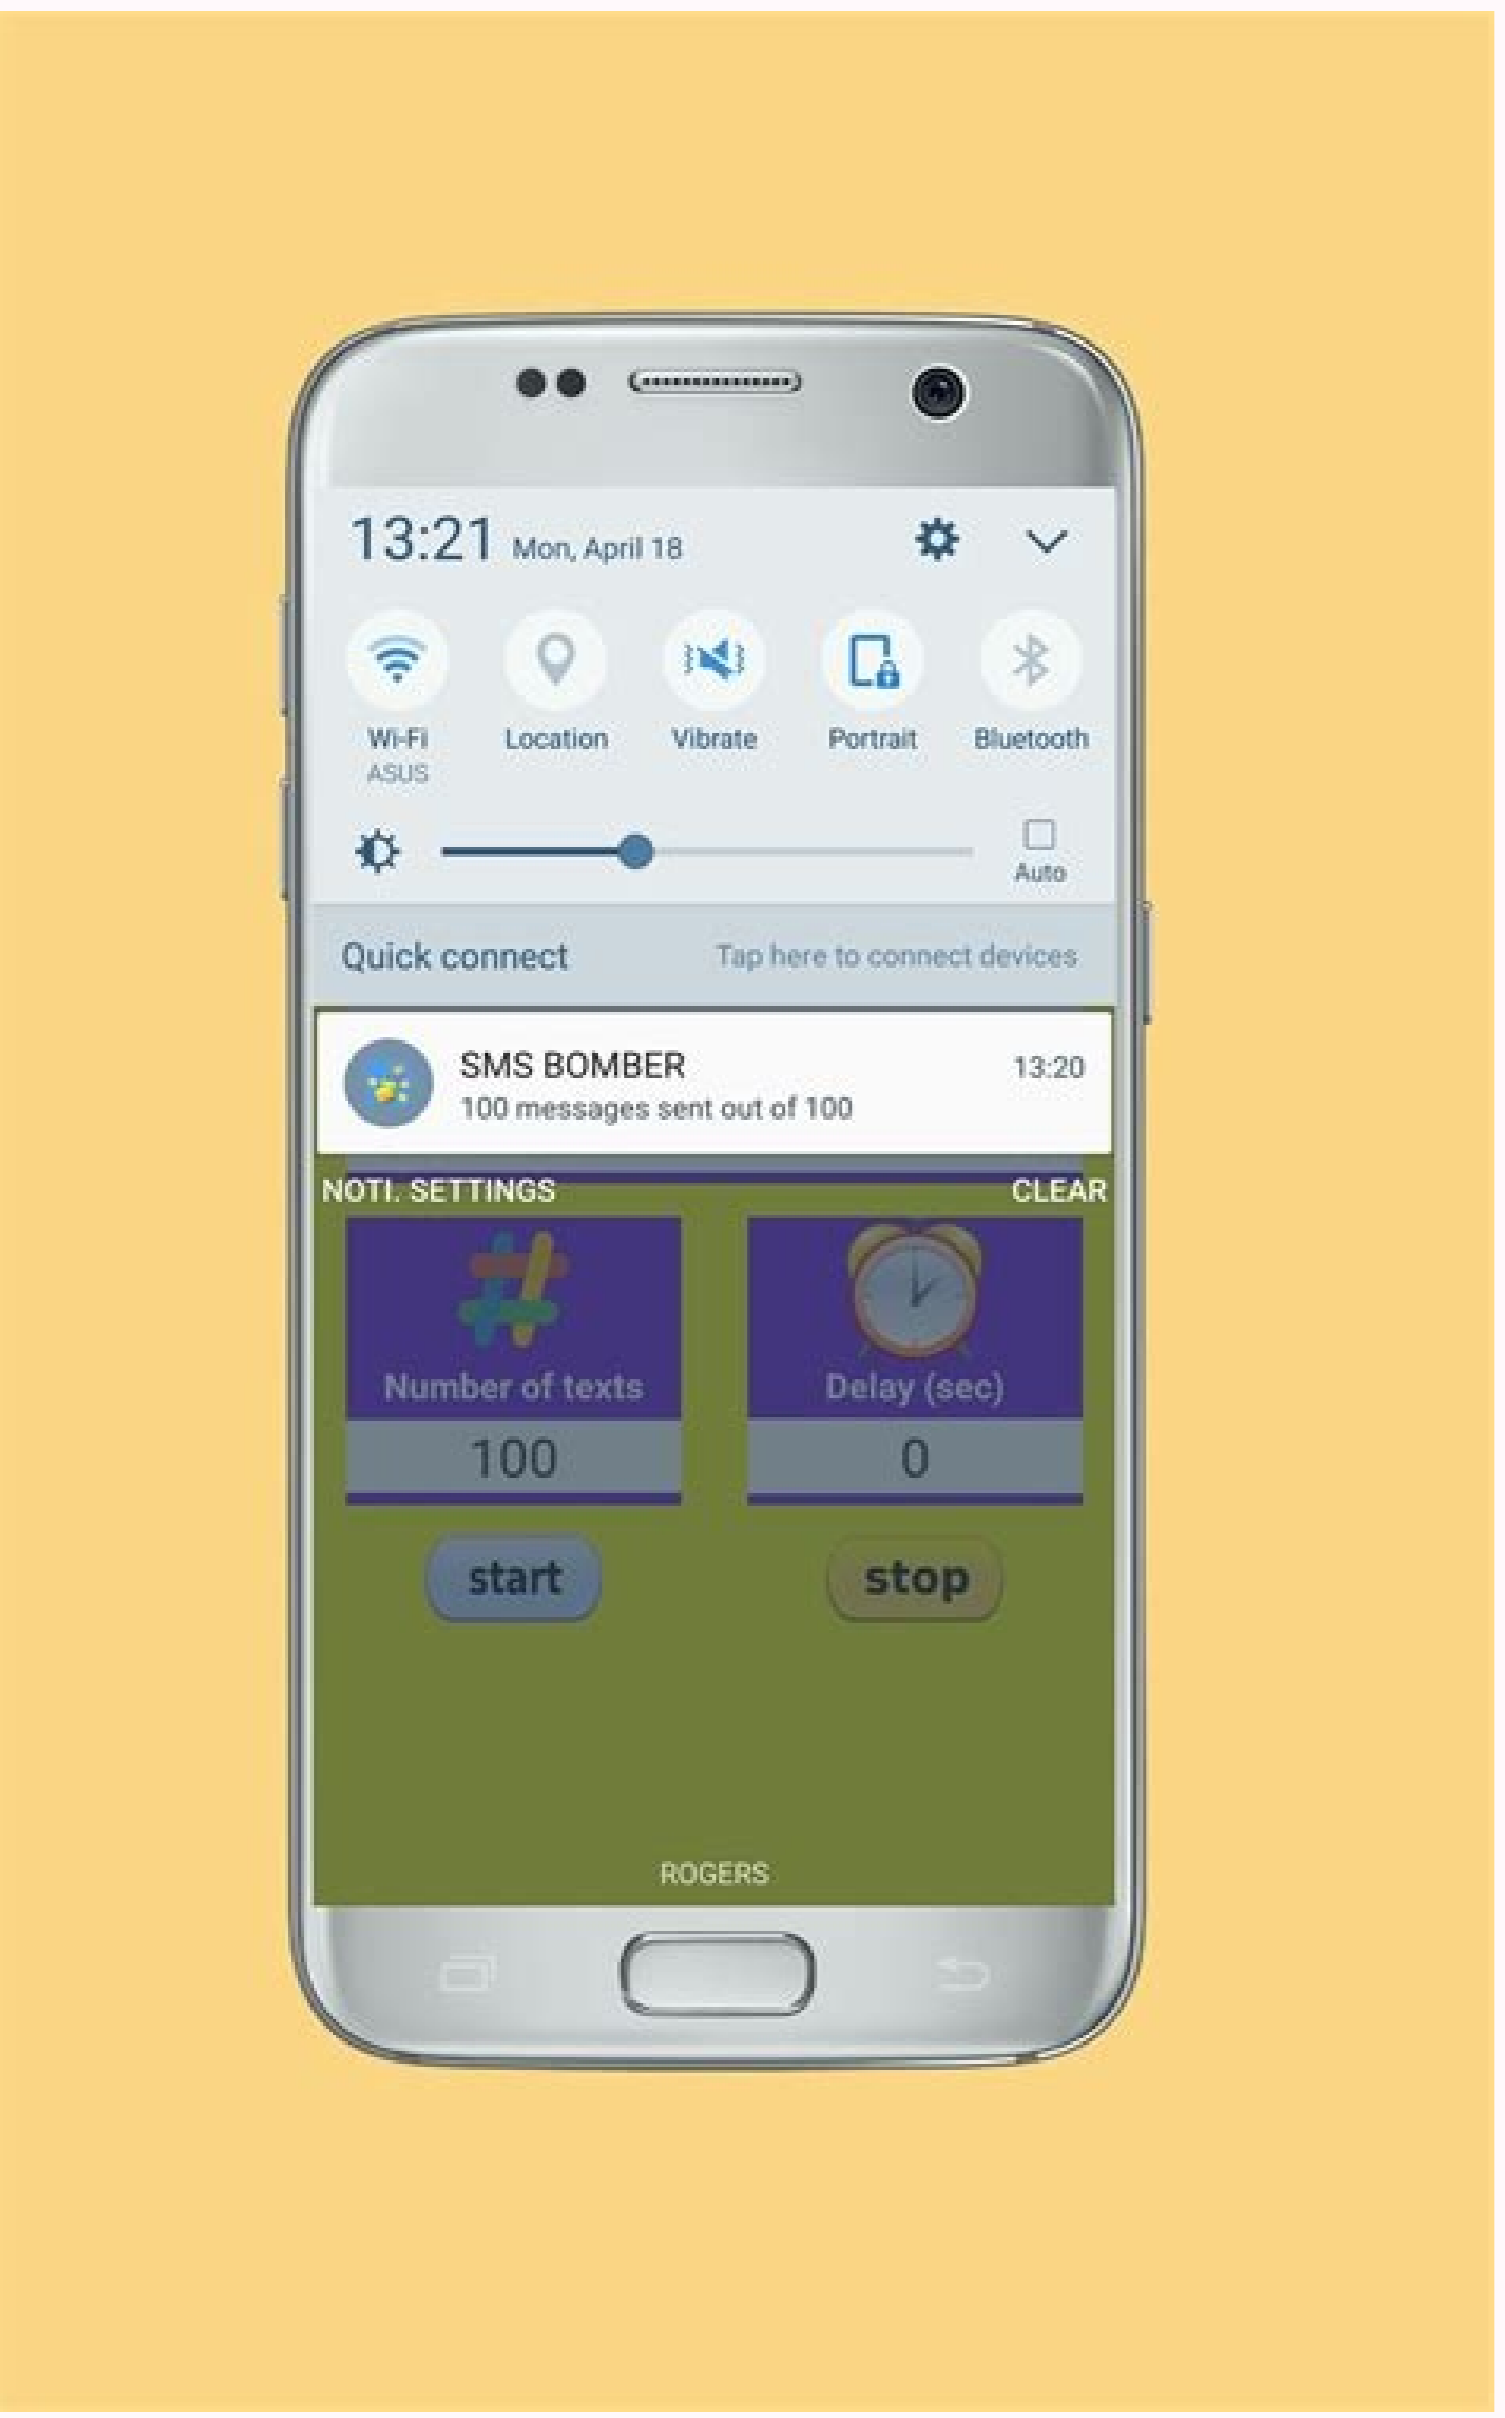 13:21 Mon, April 18
Wi-Fi Location Vibrate Portrait Bluetooth
ASUS
Auto
Quick connect Tap here to connect devices
SMS BOMBER 13:20
100 messages sent out of 100
NOTI. SETTINGS CLEAR
Number of texts Delay (sec)
100 0
start stop
ROGERS